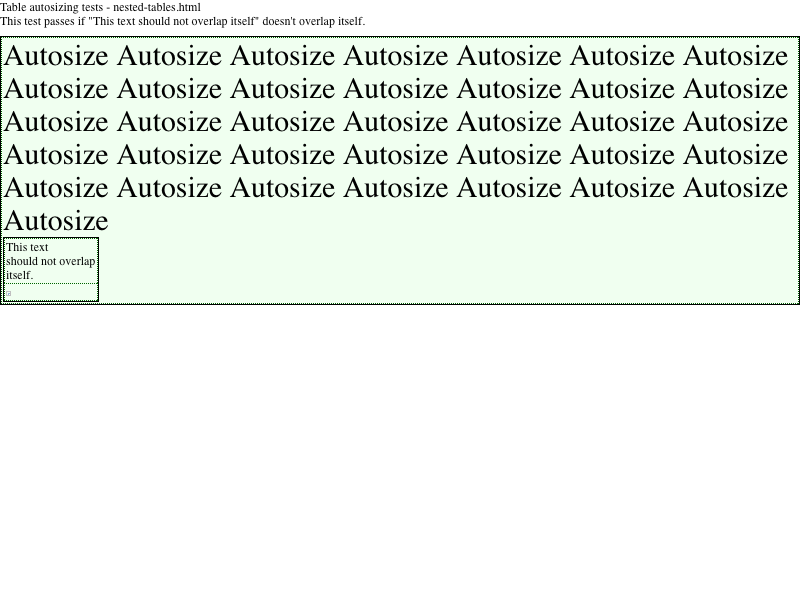 Table autosizing tests - nested-tables.html
This test passes if "This text should not overlap itself" doesn't overlap itself.
Autosize Autosize Autosize Autosize Autosize Autosize Autosize
Autosize Autosize Autosize Autosize Autosize Autosize Autosize
Autosize Autosize Autosize Autosize Autosize Autosize Autosize
Autosize Autosize Autosize Autosize Autosize Autosize Autosize
Autosize Autosize Autosize Autosize Autosize Autosize Autosize
Autosize
This text
should not overlap
itself.